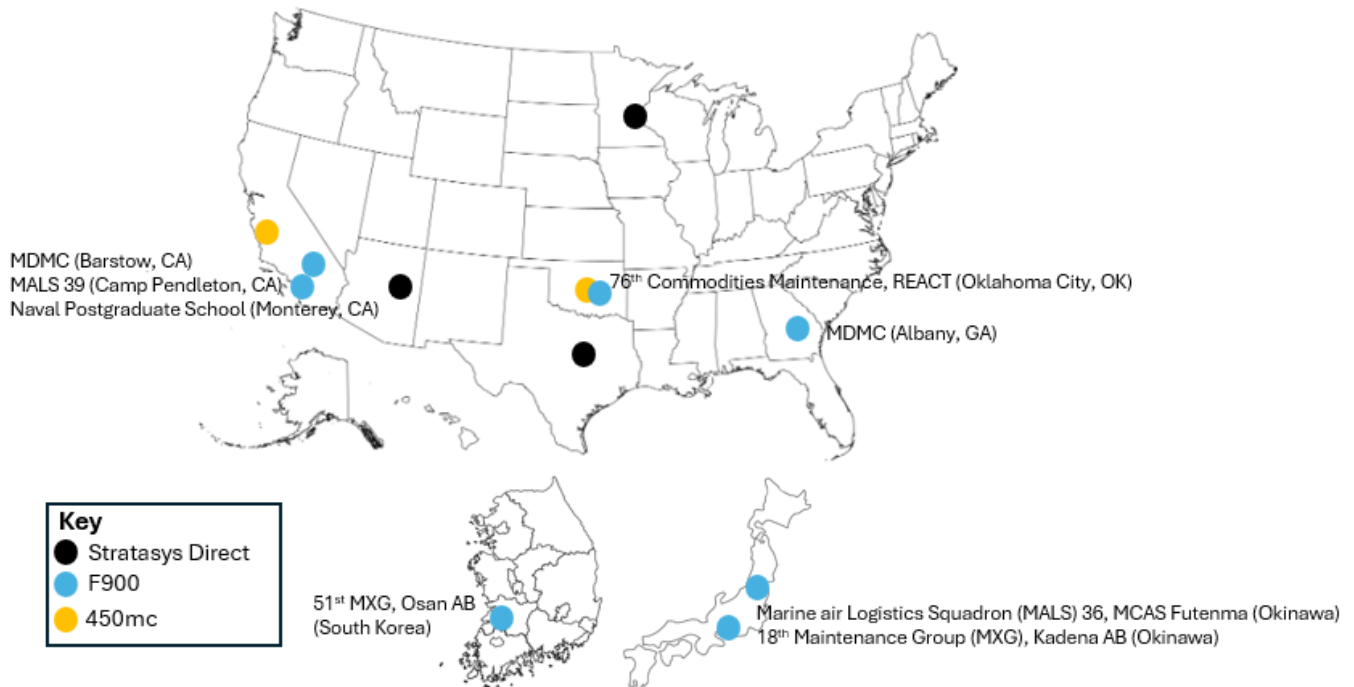 MDMC (Barstow, CA)
MALS 39 (Camp Pendleton, CA)
Naval Postgraduate School (Monterey, CA)
76th Commodities Maintenance, REACT (Oklahoma City, OK)
MDMC (Albany, GA)
Key
Stratasys Direct
F900
450mc
51st MXG, Osan AB
(South Korea)
Marine air Logistics Squadron (MALS) 36, MCAS Futenma (Okinawa)
18th Maintenance Group (MXG), Kadena AB (Okinawa)